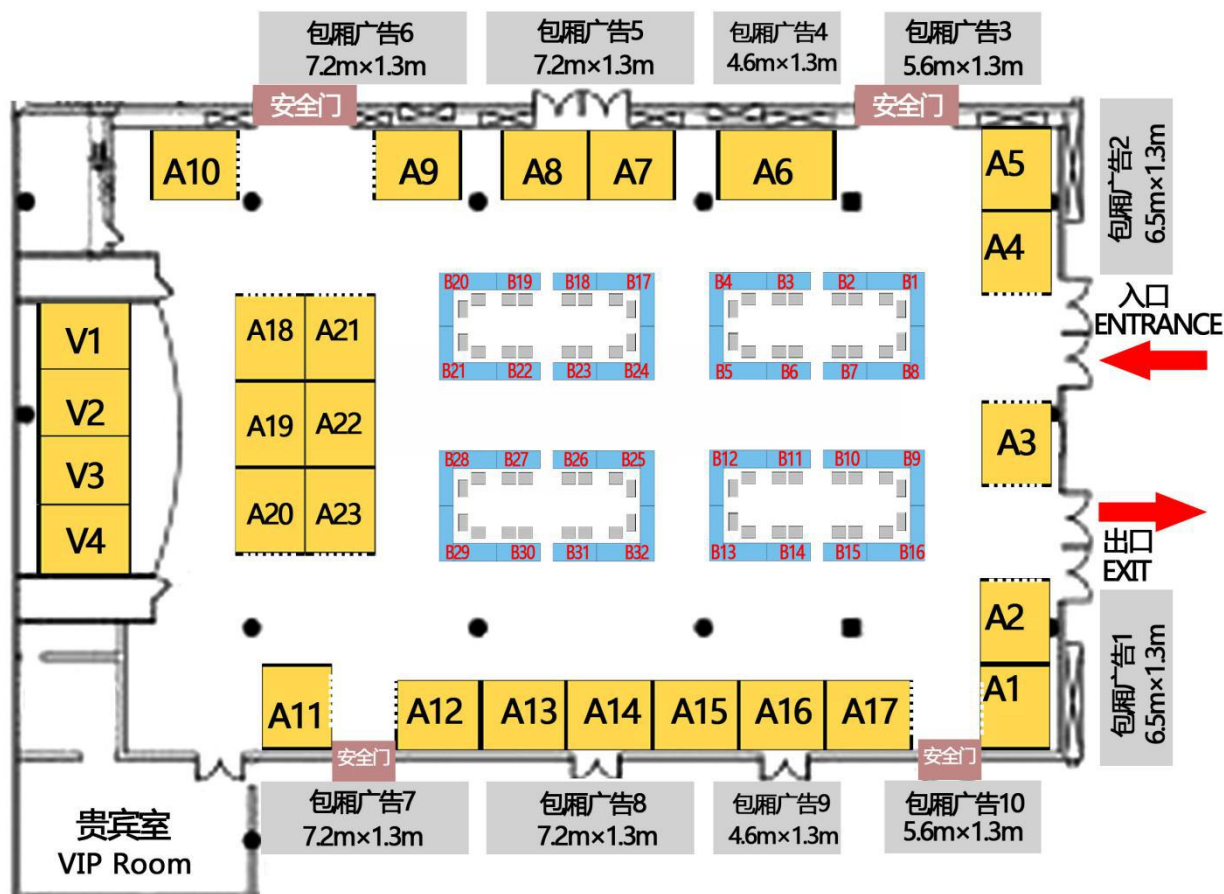 包厢广告6
7.2m×1.3m
包厢广告5
7.2m×1.3m
包厢广告4
4.6m×1.3m
包厢广告3
5.6m×1.3m
安全门
安全门
包厢广告2
6.5m×1.3m
A10
A9
A8
A7
A6
A5
A4
B20
B19
B18
B17
B4
B3
B2
B1
入口
ENTRANCE
V1
V2
V3
V4
A18
A21
A19
A22
A20
A23
B21
B22
B23
B24
B5
B6
B7
B8
A3
B28
B27
B26
B25
B12
B11
B10
B9
B29
B30
B31
B32
B13
B14
B15
B16
出口
EXIT
A2
A1
包厢广告1
6.5m×1.3m
A11
A12
A13
A14
A15
A16
A17
安全门
安全门
包厢广告7
7.2m×1.3m
包厢广告8
7.2m×1.3m
包厢广告9
4.6m×1.3m
包厢广告10
5.6m×1.3m
贵宾室
VIP Room